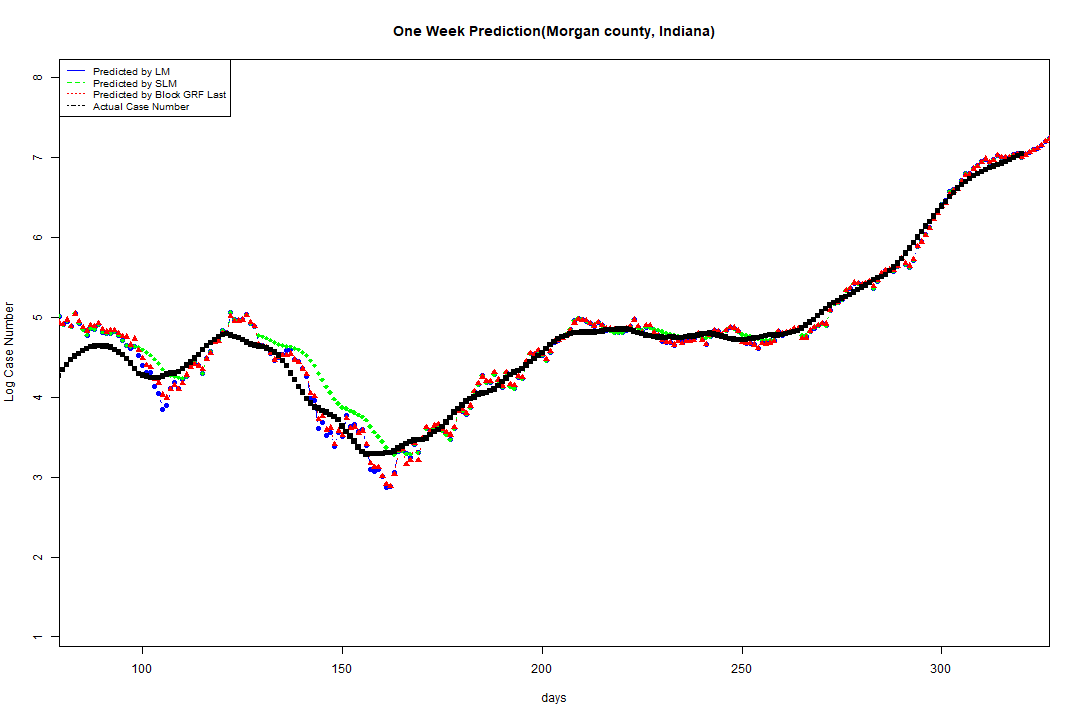 One Week Prediction(Morgan county, Indiana)
Predicted by LM
Predicted by SLM
Predicted by Block GRF Last
Actual Case Number
Log Case Number
8
7
6
5
4
3
2
1
100 150 200 250 300
days